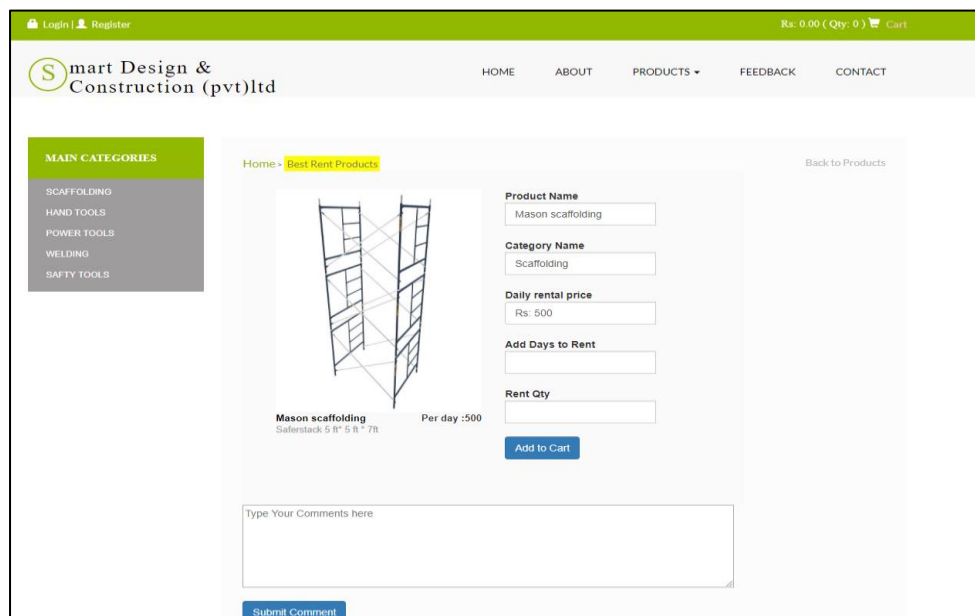 Login | Register
Rs: 0.00 ( Qty: 0 ) Cart
Smart Design &
Construction (pvt)ltd
HOME ABOUT PRODUCTS FEEDBACK CONTACT
MAIN CATEGORIES
SCAFFOLDING
HAND TOOLS
POWER TOOLS
WELDING
SAFTY TOOLS
Home > Best Rent Products
Back to Products
Mason scaffolding Per day :500
Saferstack 5 ft* 5 ft * 7ft
Product Name
Mason scaffolding
Category Name
Scaffolding
Daily rental price
Rs: 500
Add Days to Rent
Rent Qty
Add to Cart
Type Your Comments here
Submit Comment